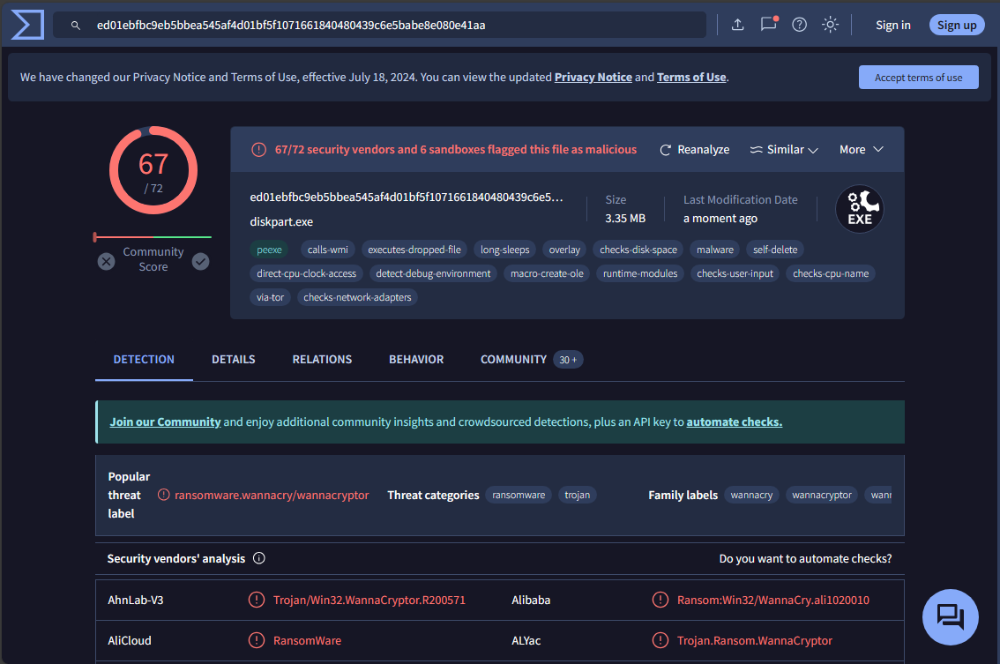 ed01ebfbc9eb5bbea545af4d01bf5f1071661840480439c6e5babe8e080e41aa
Sign in
Sign up
We have changed our Privacy Notice and Terms of Use, effective July 18, 2024. You can view the updated Privacy Notice and Terms of Use.
Accept terms of use
67
/ 72
Community
Score
67/72 security vendors and 6 sandboxes flagged this file as malicious
Reanalyze
Similar
More
ed01ebfbc9eb5bbea545af4d01bf5f1071661840480439c6e5…
diskpart.exe
Size
3.35 MB
Last Modification Date
a moment ago
EXE
peexe calls-wmi executes-dropped-file long-sleeps overlay checks-disk-space malware self-delete
direct-cpu-clock-access detect-debug-environment macro-create-ole runtime-modules checks-user-input checks-cpu-name
via-tor checks-network-adapters
DETECTION DETAILS RELATIONS BEHAVIOR COMMUNITY 30 +
Join our Community and enjoy additional community insights and crowdsourced detections, plus an API key to automate checks.
Popular
threat
label
ransomware.wannacry/wannacryptor
Threat categories ransomware trojan
Family labels wannacry wannacryptor
Security vendors' analysis
Do you want to automate checks?
AhnLab-V3 Trojan/Win32.WannaCryptor.R200571 Alibaba Ransom:Win32/WannaCry.ali1020010
AliCloud RansomWare ALYac Trojan.Ransom.WannaCryptor